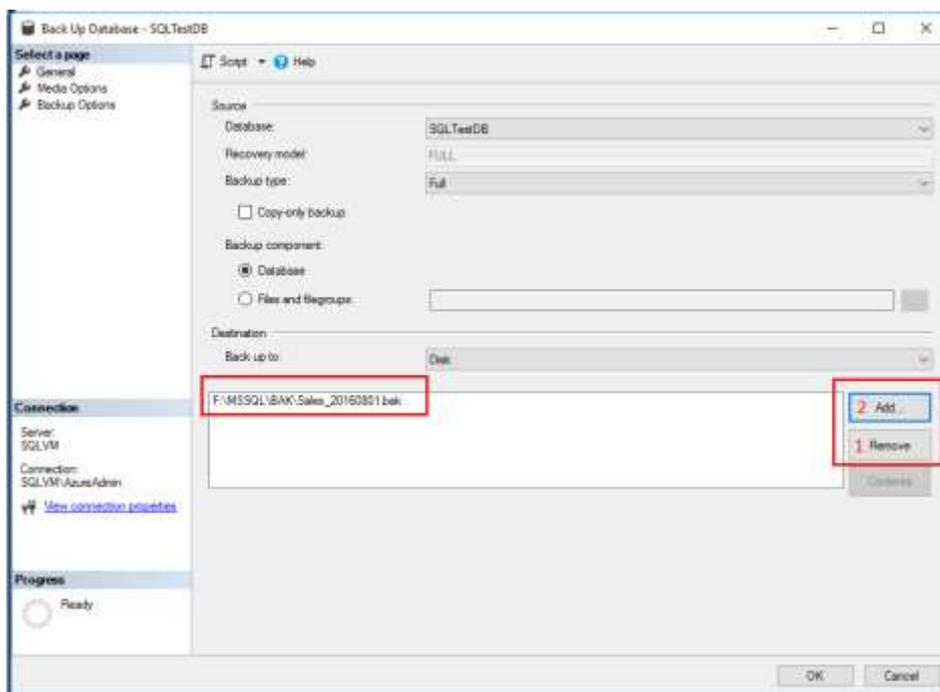 Back Up Database - SQLTestDB
Select a page
General
Media Options
Backup Options
Script
Help
Source
Database:
SQLTestDB
Recovery model:
FULL
Backup type:
Full
Copy-only backup
Backup component:
Database
Files and filegroups:
...
Destination
Back up to:
Disk
F:\MSSQL\BAK\Sales_20160801.bak
2 Add...
1 Remove
Contents
Connection
Server:
SQLVM
Connection:
SQLVM\AzureAdmin
View connection properties
Progress
Ready
OK
Cancel